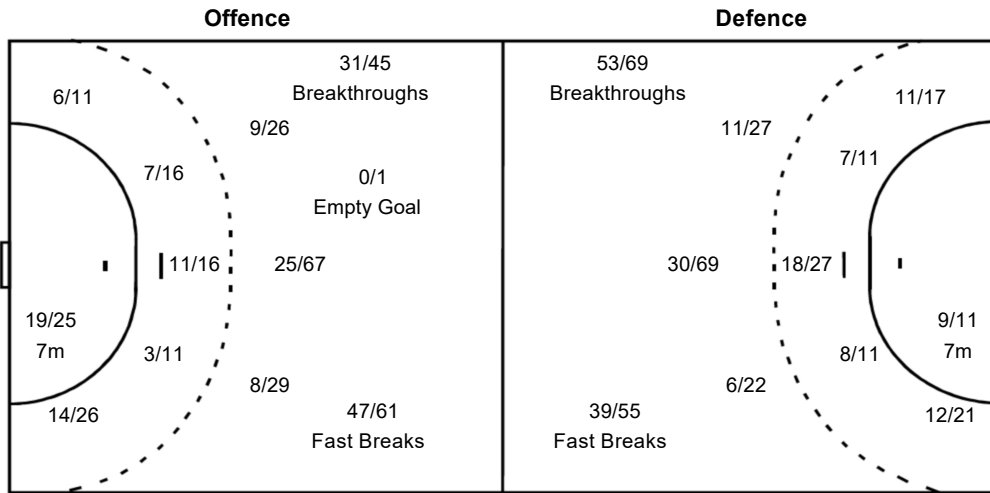 Offence
31/45
Breakthroughs
6/11
9/26
7/16
0/1
Empty Goal
11/16
25/67
19/25
7m
3/11
8/29
14/26
47/61
Fast Breaks
Defence
53/69
Breakthroughs
11/17
11/27
7/11
30/69
18/27
9/11
7m
8/11
6/22
12/21
39/55
Fast Breaks